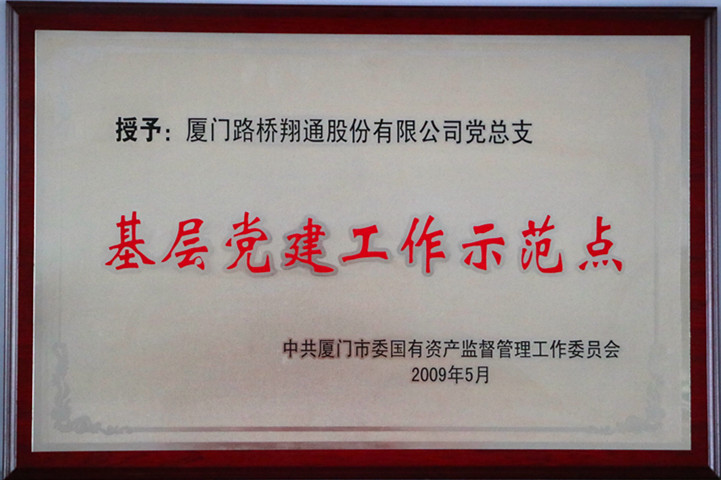 授予：厦门路桥翔通股份有限公司党总支
基层党建工作示范点
中共厦门市委国有资产监督管理工作委员会
2009年5月